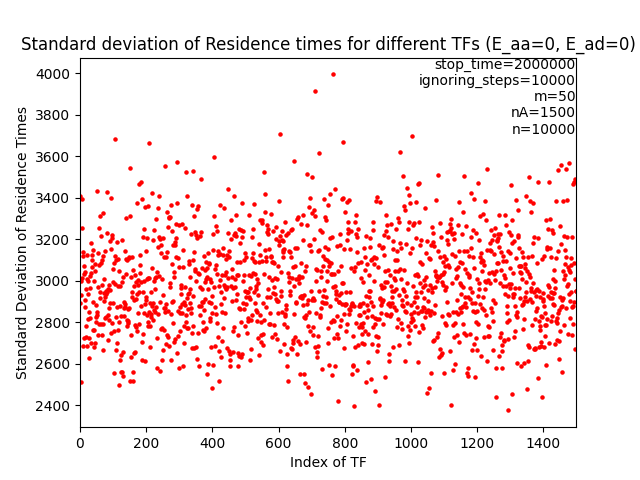 Standard deviation of Residence times for different TFs (E_aa=0, E_ad=0)
stop_time=2000000
ignoring_steps=10000
m=50
nA=1500
n=10000
Standard Deviation of Residence Times
4000
3800
3600
3400
3200
3000
2800
2600
2400
0 200 400 600 800 1000 1200 1400
Index of TF